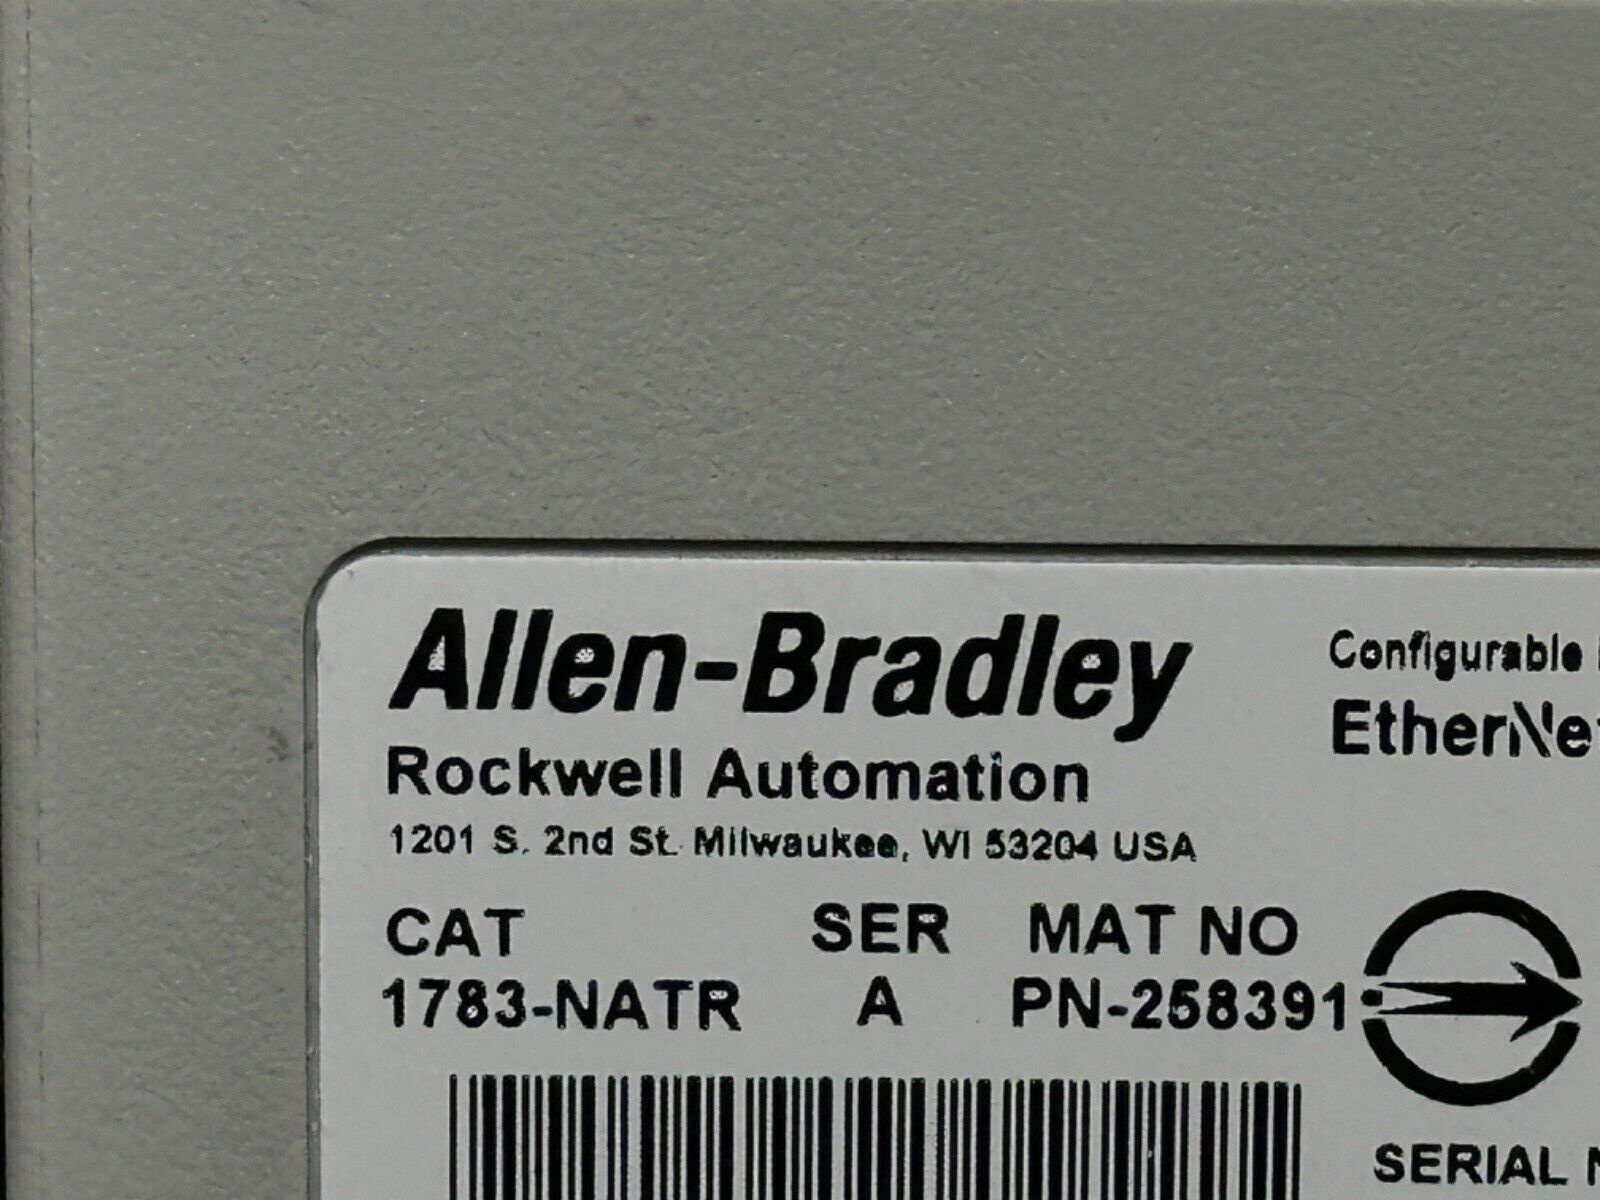 Allen-Bradley
Rockwell Automation
1201 S. 2nd St. Milwaukee, WI 53204 USA
Configurable
EtherNet
CAT SER MAT NO
1783-NATR A PN-258391
SERIAL N